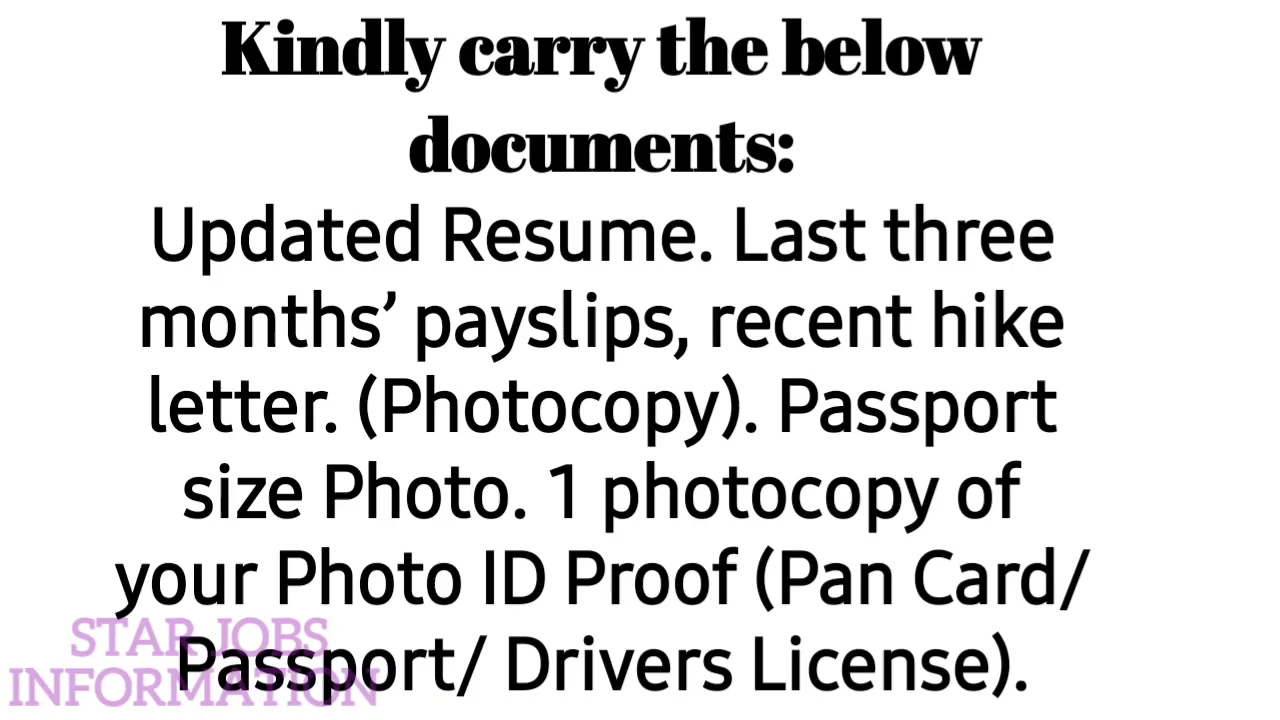 Kindly carry the below
documents:
Updated Resume. Last three
months’ payslips, recent hike
letter. (Photocopy). Passport
size Photo. 1 photocopy of
your Photo ID Proof (Pan Card/
Passport/ Drivers License).
STAR JOBS
INFORMATION